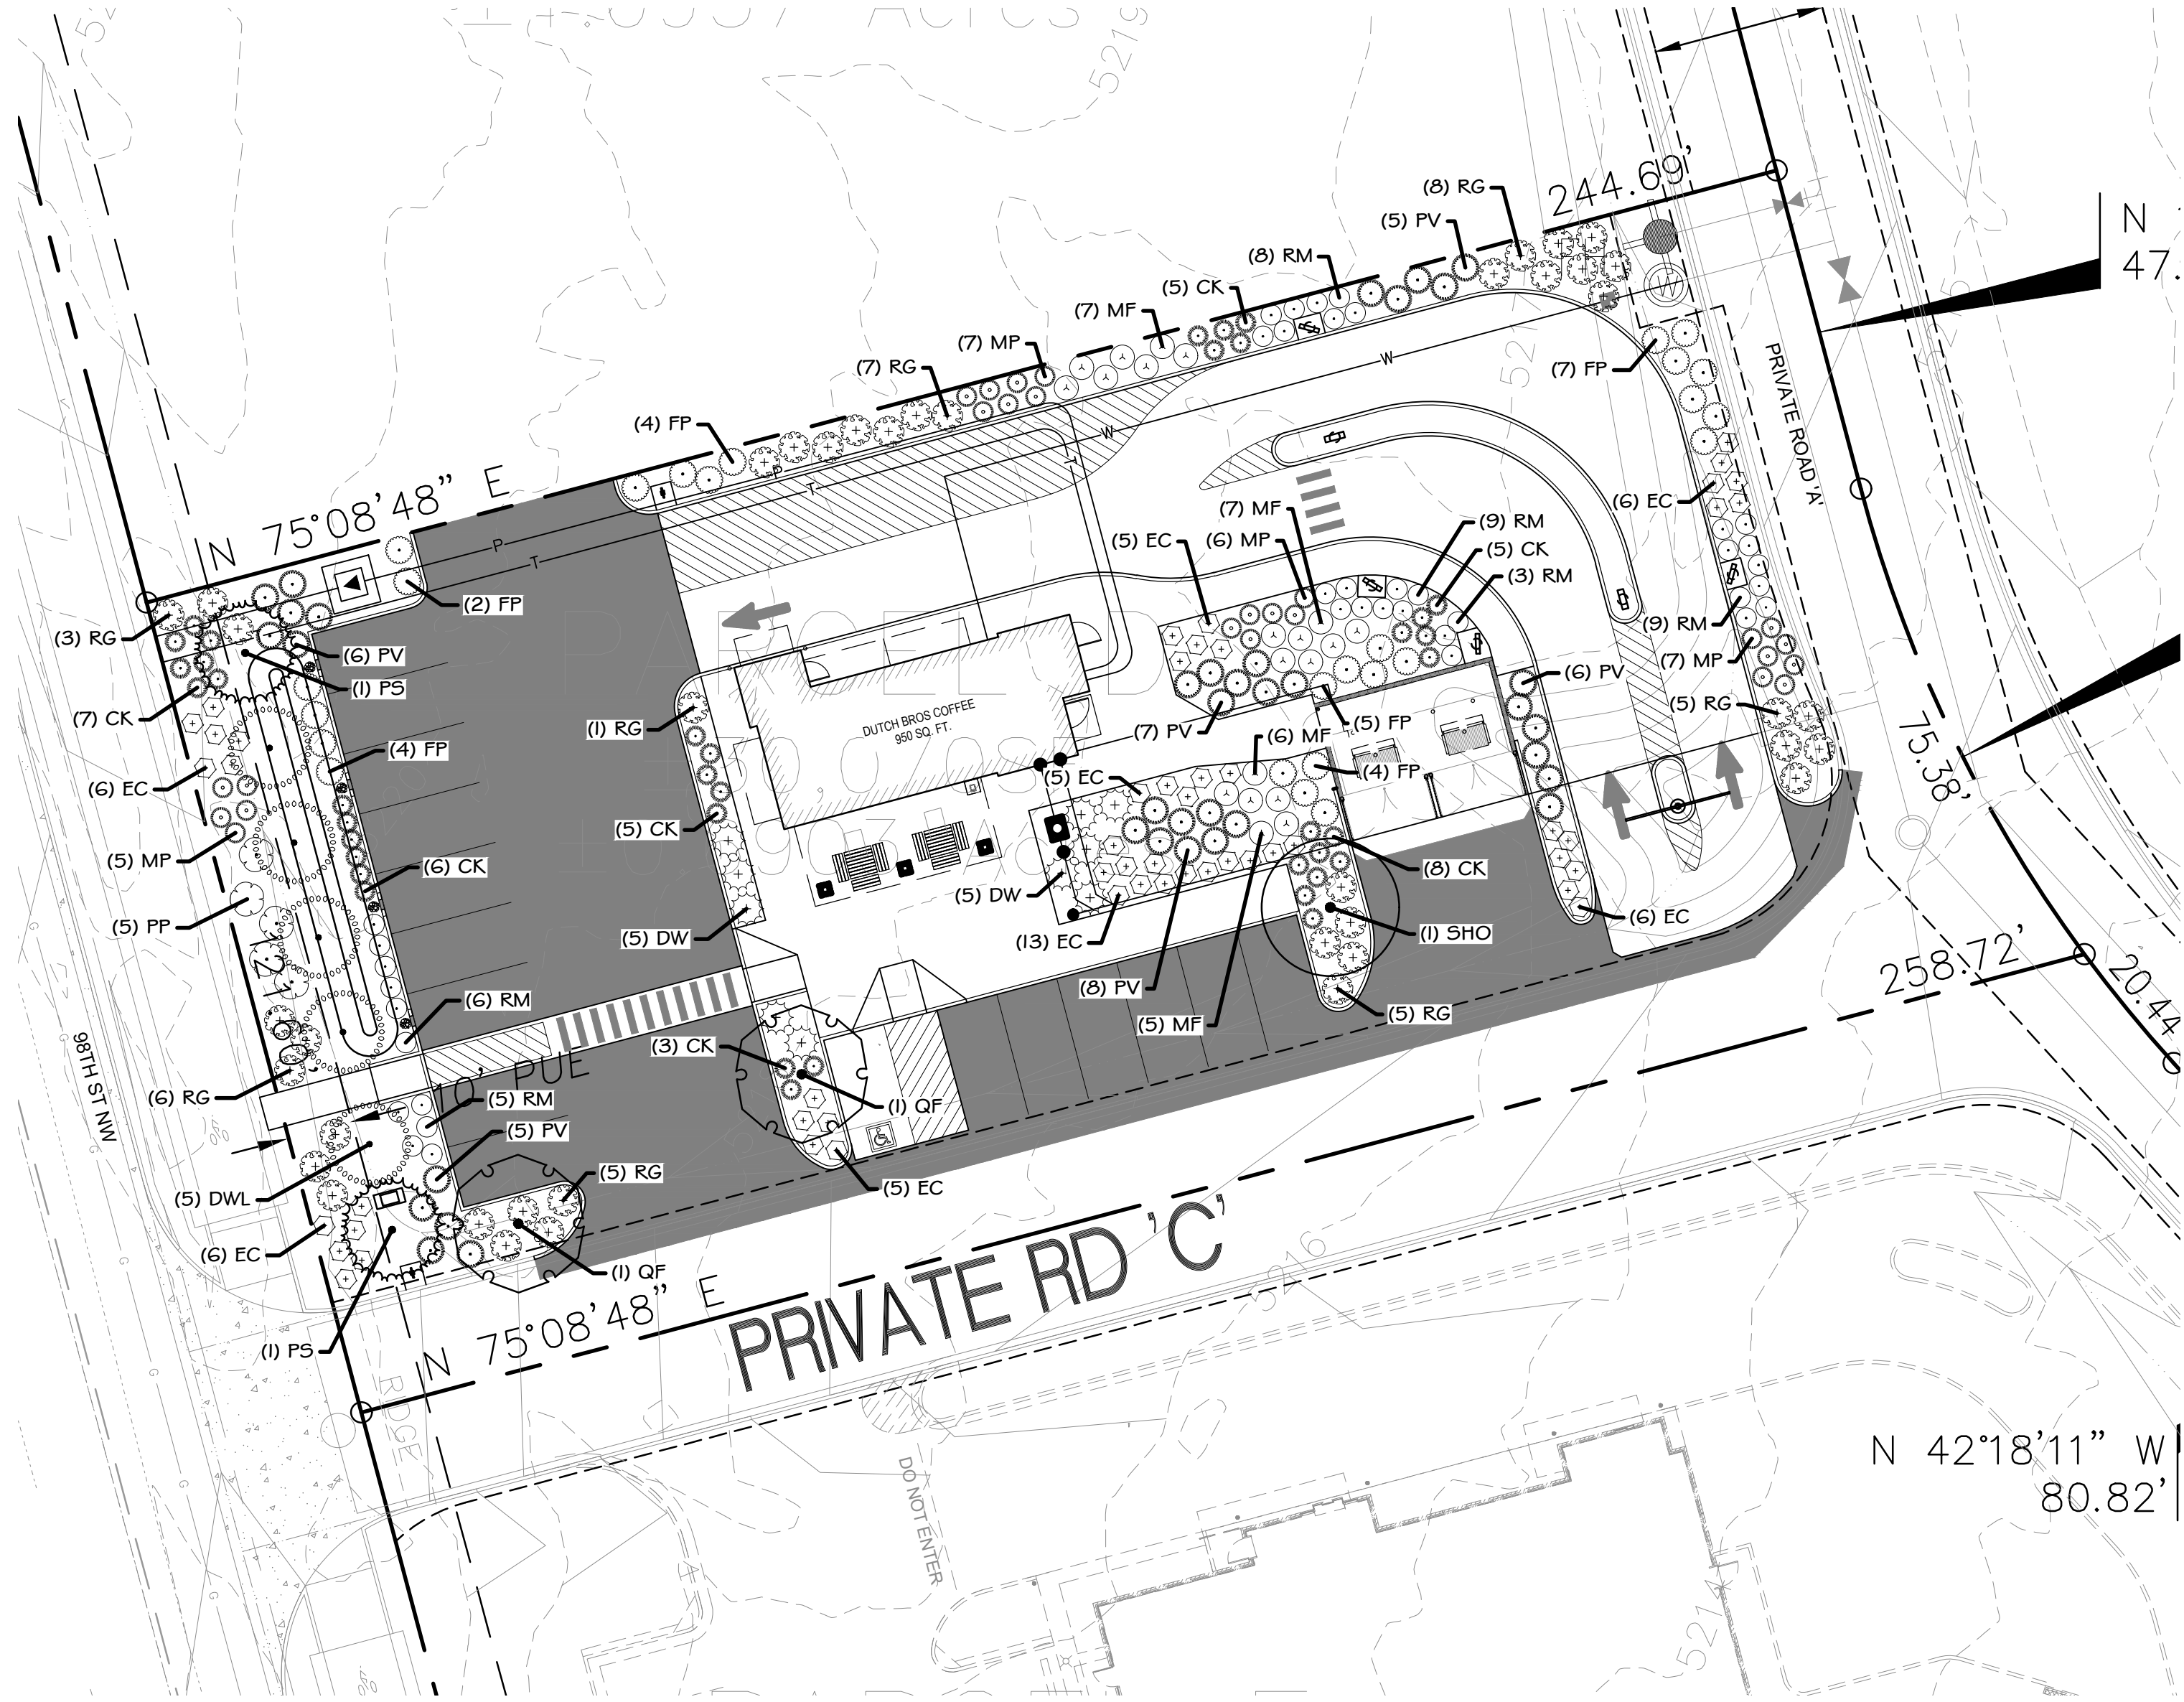 ±14.0557 Acres
5219
N
47.
244.69'
(8) RG
(5) PV
(8) RM
(5) CK
(7) MF
(7) MP
(7) RG
(4) FP
(7) FP
PRIVATE ROAD 'A'
W
W
W
P
T
T
P
T
N 75°08'48" E
(6) EC
(7) MF
(9) RM
(5) EC
(6) MP
(5) CK
(3) RM
(2) FP
(3) RG
(6) PV
(1) PS
(9) RM
(7) MP
(6) PV
(5) RG
(7) CK
(1) RG
DUTCH BROS COFFEE
950 SQ. FT.
(5) FP
(7) PV
(6) MF
(4) FP
(5) EC
(4) FP
(6) EC
75.38'
PARCEL D
(5) MP
(5) CK
(6) CK
(8) CK
(5) DW
(5) PP
(5) DW
(13) EC
(6) EC
(1) SHO
258.72'
20.44
(8) PV
(5) MF
(5) RG
(6) RM
98TH ST NW
(3) CK
10' PUE
(6) RG
(5) RM
(1) QF
(5) PV
(5) RG
(5) DWL
(5) EC
(6) EC
(1) QF
PRIVATE RD 'C'
5216
(1) PS
N 75°08'48" E
RIDGE
DO NOT ENTER
N 42°18'11" W
80.82'
5217